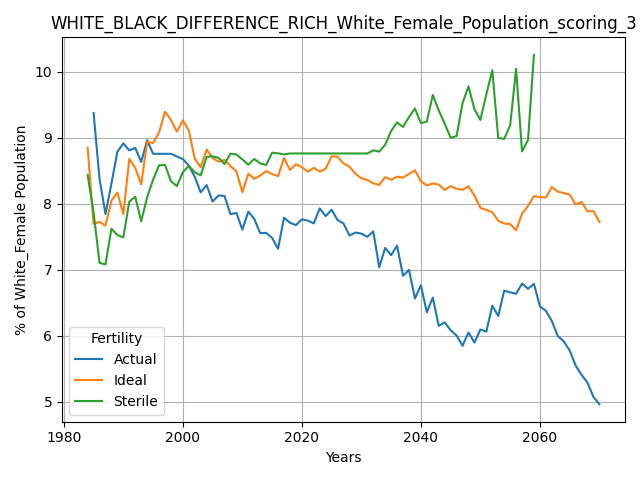 WHITE_BLACK_DIFFERENCE_RICH_White_Female_Population_scoring_3
% of White_Female Population
10
9
8
7
6
5
Fertility
Actual
Ideal
Sterile
1980
2000
2020
2040
2060
Years